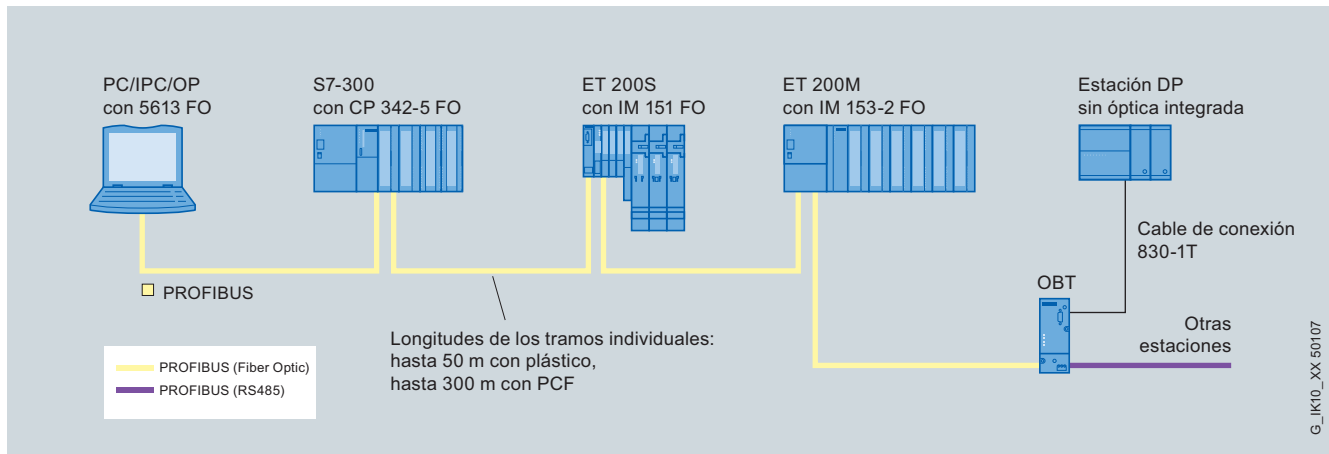 PC/IPC/OP
con 5613 FO
S7-300
con CP 342-5 FO
ET 200S
con IM 151 FO
ET 200M
con IM 153-2 FO
Estación DP
sin óptica integrada
Cable de conexión
830-1T
OBT
Otras
estaciones
PROFIBUS
Longitudes de los tramos individuales:
hasta 50 m con plástico,
hasta 300 m con PCF
PROFIBUS (Fiber Optic)
PROFIBUS (RS485)
G_IK10_XX 50107